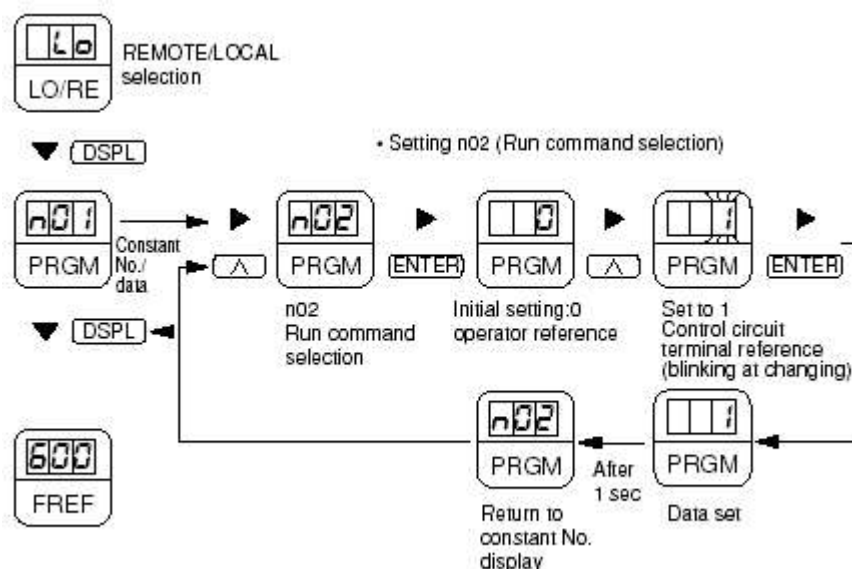 Lo
LO/RE
REMOTE/LOCAL
selection
DSPL
• Setting n02 (Run command selection)
n01
PRGM
Constant
No./
data
∧
n02
PRGM
n02
Run command
selection
ENTER
0
PRGM
Initial setting:0
operator reference
∧
1
PRGM
Set to 1
Control circuit
terminal reference
(blinking at changing)
ENTER
DSPL
n02
PRGM
Return to
constant No.
display
After
1 sec
1
PRGM
Data set
600
FREF